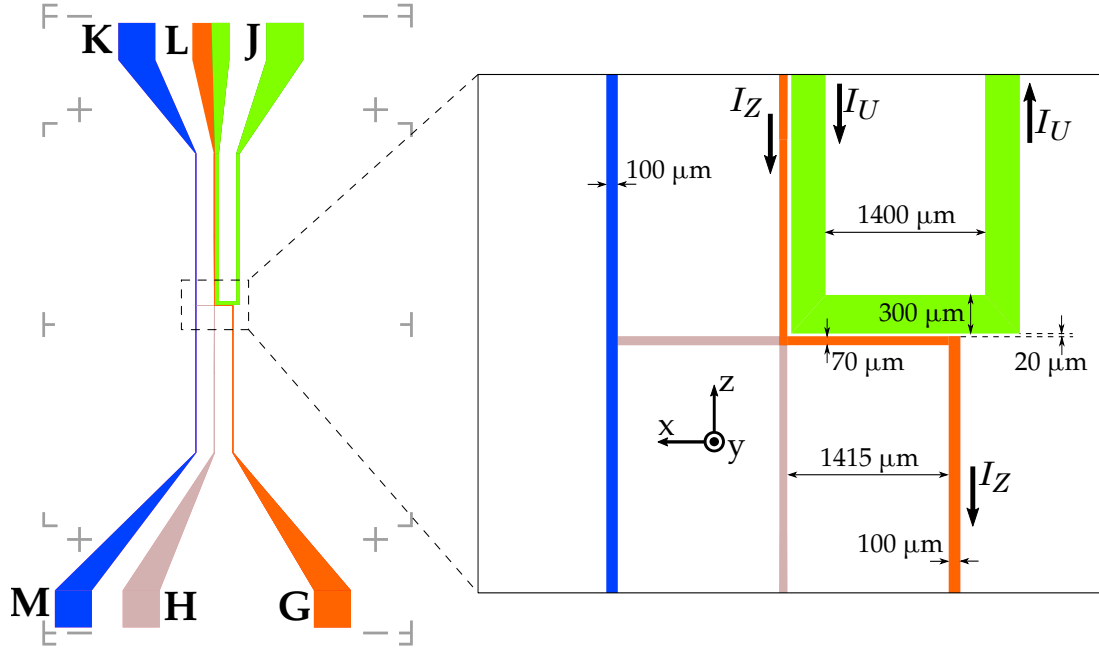 K L J
M H G
I_Z I_U I_U
100 µm
1400 µm
300 µm
70 µm 20 µm
z
x
y
1415 µm I_Z
100 µm